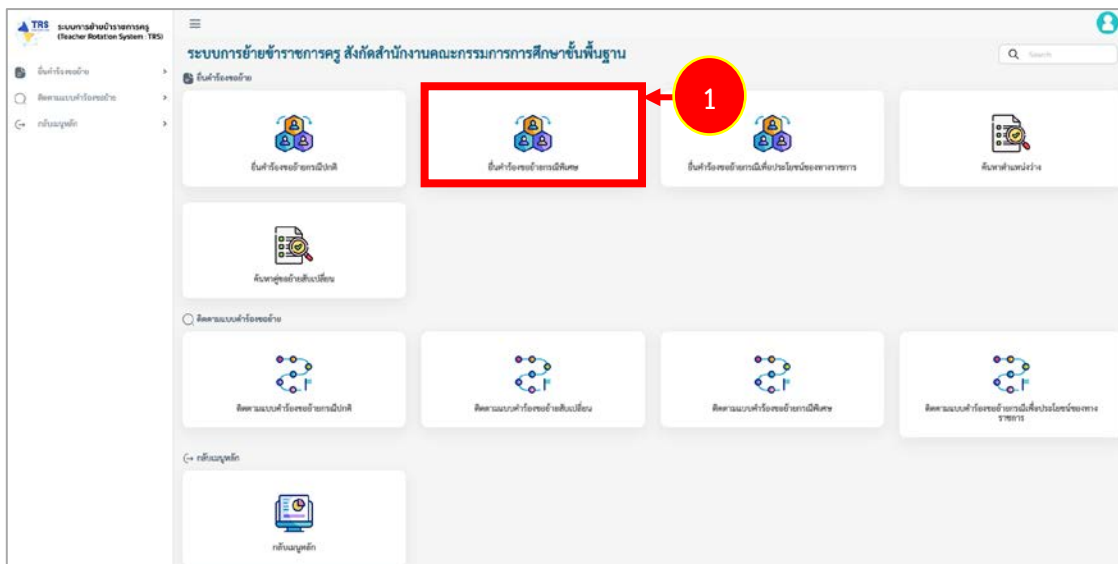 TRS ระบบการย้ายข้าราชการครู
(Teacher Rotation System : TRS)
ยื่นคำร้องขอย้าย
ติดตามแบบคำร้องขอย้าย
กลับเมนูหลัก
ระบบการย้ายข้าราชการครู สังกัดสำนักงานคณะกรรมการการศึกษาขั้นพื้นฐาน
Search
ยื่นคำร้องขอย้าย
1
ยื่นคำร้องขอย้ายกรณีปกติ
ยื่นคำร้องขอย้ายกรณีพิเศษ
ยื่นคำร้องขอย้ายกรณีเพื่อประโยชน์ของทางราชการ
ค้นหาตำแหน่งว่าง
ค้นหาคู่ขอย้ายสับเปลี่ยน
ติดตามแบบคำร้องขอย้าย
ติดตามแบบคำร้องขอย้ายกรณีปกติ
ติดตามแบบคำร้องขอย้ายสับเปลี่ยน
ติดตามแบบคำร้องขอย้ายกรณีพิเศษ
ติดตามแบบคำร้องขอย้ายกรณีเพื่อประโยชน์ของทาง
ราชการ
กลับเมนูหลัก
กลับเมนูหลัก